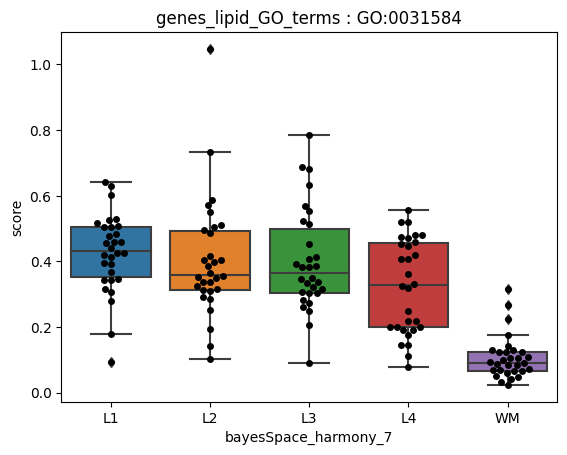 genes_lipid_GO_terms : GO:0031584
1.0
0.8
0.6
0.4
0.2
0.0
score
L1 L2 L3 L4 WM
bayesSpace_harmony_7